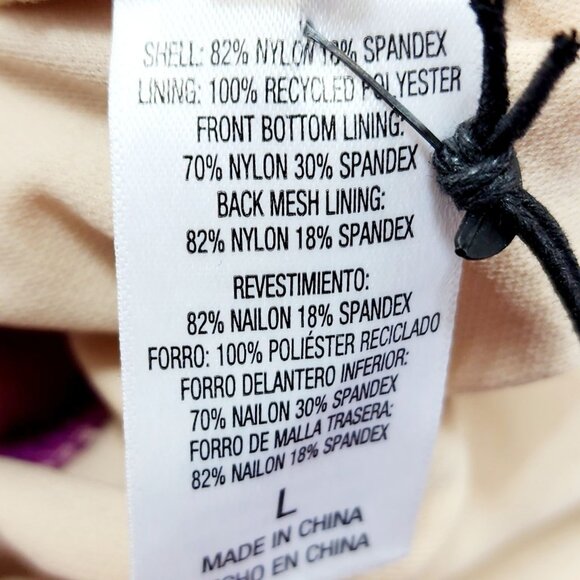 SHELL: 82% NYLON 18% SPANDEX
LINING: 100% RECYCLED POLYESTER
FRONT BOTTOM LINING:
70% NYLON 30% SPANDEX
BACK MESH LINING:
82% NYLON 18% SPANDEX
REVESTIMIENTO:
82% NAILON 18% SPANDEX
FORRO: 100% POLIÉSTER RECICLADO
FORRO DELANTERO INFERIOR:
70% NAILON 30% SPANDEX
FORRO DE MALLA TRASERA:
82% NAILON 18% SPANDEX
L
MADE IN CHINA
EN CHINA